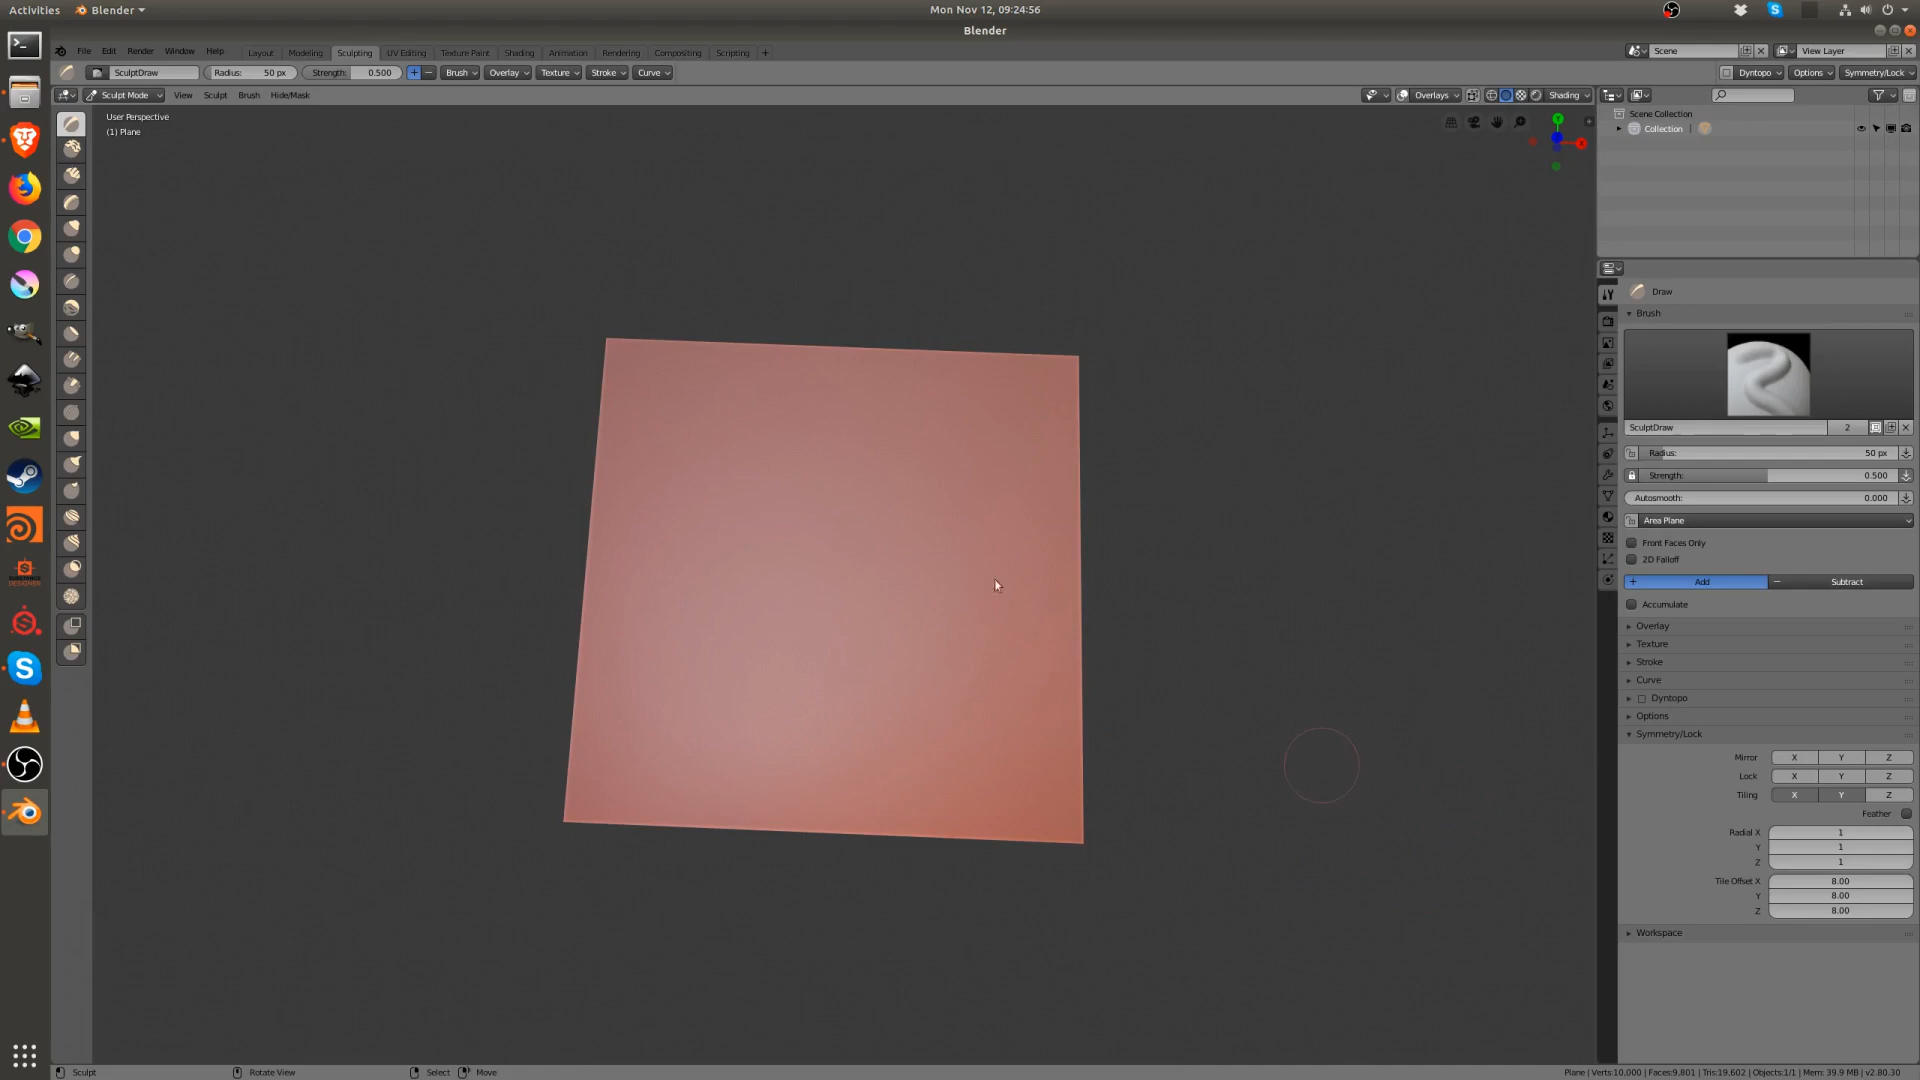 Activities
Blender
Mon Nov 12, 09:24:56
Blender
File Edit Render Window Help
Layout Modeling Sculpting UV Editing Texture Paint Shading Animation Rendering Compositing Scripting +
Scene
View Layer
SculptDraw
Radius: 50 px
Strength: 0.500
+ −
Brush Overlay Texture Stroke Curve
Dyntopo Options Symmetry/Lock
Sculpt Mode View Sculpt Brush Hide/Mask
Overlays
Shading
User Perspective
(1) Plane
Y
X
Scene Collection
Collection
Draw
Brush
SculptDraw 2
Radius: 50 px
Strength: 0.500
Autosmooth: 0.000
Area Plane
Front Faces Only
2D Falloff
+ Add − Subtract
Accumulate
Overlay
Texture
Stroke
Curve
Dyntopo
Options
Symmetry/Lock
Mirror X Y Z
Lock X Y Z
Tiling X Y Z
Feather
Radial X 1
Y 1
Z 1
Tile Offset X 8.00
Y 8.00
Z 8.00
Workspace
SUBSTANCE
DESIGNER
Sculpt
Rotate View
Select
Move
Plane | Verts:10,000 | Faces:9,801 | Tris:19,602 | Objects:1/1 | Mem: 39.9 MB | v2.80.30